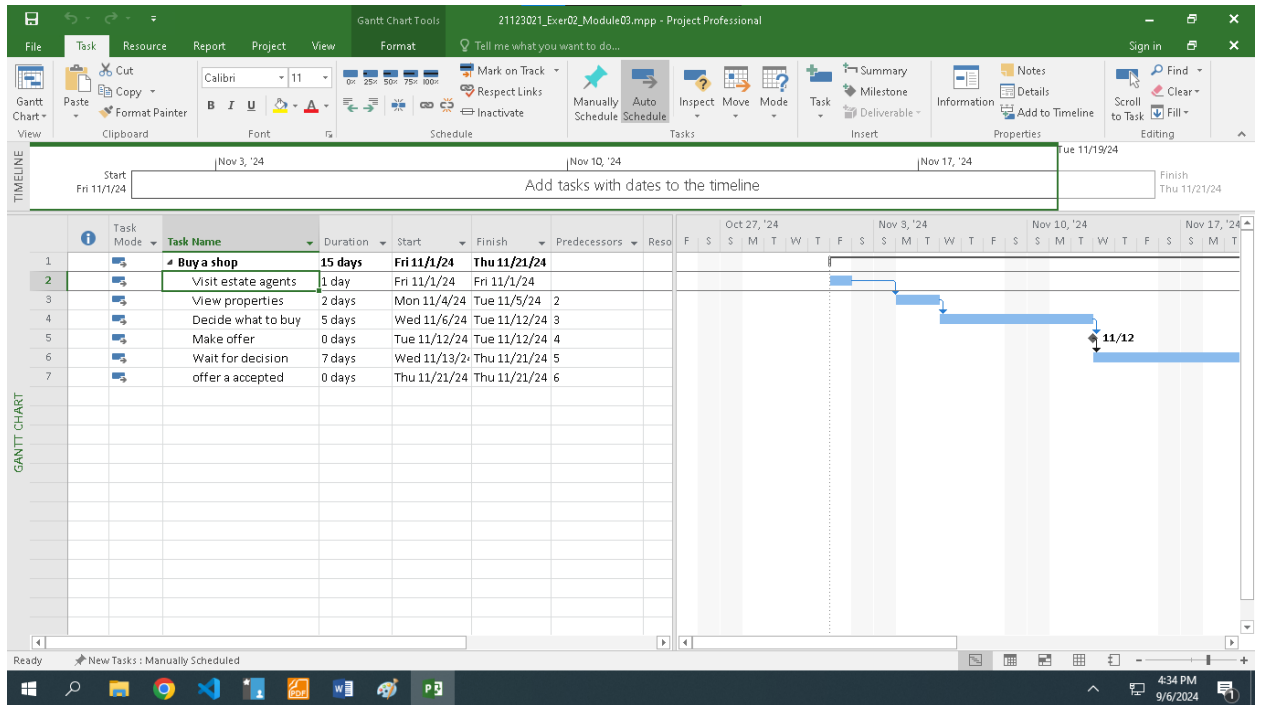 Gantt Chart Tools 21123021_Exer02_Module03.mpp - Project Professional
File Task Resource Report Project View Format Tell me what you want to do... Sign in
Gantt Chart
View
Paste
Cut
Copy
Format Painter
Clipboard
Calibri 11
B I U A
Font
0× 25× 50× 75× 100×
Mark on Track
Respect Links
Inactivate
Schedule
Manually Schedule
Auto Schedule
Inspect
Move
Mode
Tasks
Task
Summary
Milestone
Deliverable
Insert
Information
Notes
Details
Add to Timeline
Properties
Scroll to Task
Find
Clear
Fill
Editing
TIMELINE
Tue 11/19/24
Nov 3, '24 Nov 10, '24 Nov 17, '24
Start
Fri 11/1/24
Add tasks with dates to the timeline
Finish
Thu 11/21/24
Task Mode Task Name Duration Start Finish Predecessors Reso
Oct 27, '24 Nov 3, '24 Nov 10, '24 Nov 17, '24
F S S M T W T F S S M T W T F S S M T W T F S S M T
1 Buy a shop 15 days Fri 11/1/24 Thu 11/21/24
2 Visit estate agents 1 day Fri 11/1/24 Fri 11/1/24
3 View properties 2 days Mon 11/4/24 Tue 11/5/24 2
4 Decide what to buy 5 days Wed 11/6/24 Tue 11/12/24 3
5 Make offer 0 days Tue 11/12/24 Tue 11/12/24 4 11/12
6 Wait for decision 7 days Wed 11/13/2 Thu 11/21/24 5
7 offer a accepted 0 days Thu 11/21/24 Thu 11/21/24 6
GANTT CHART
Ready New Tasks : Manually Scheduled
4:34 PM
9/6/2024